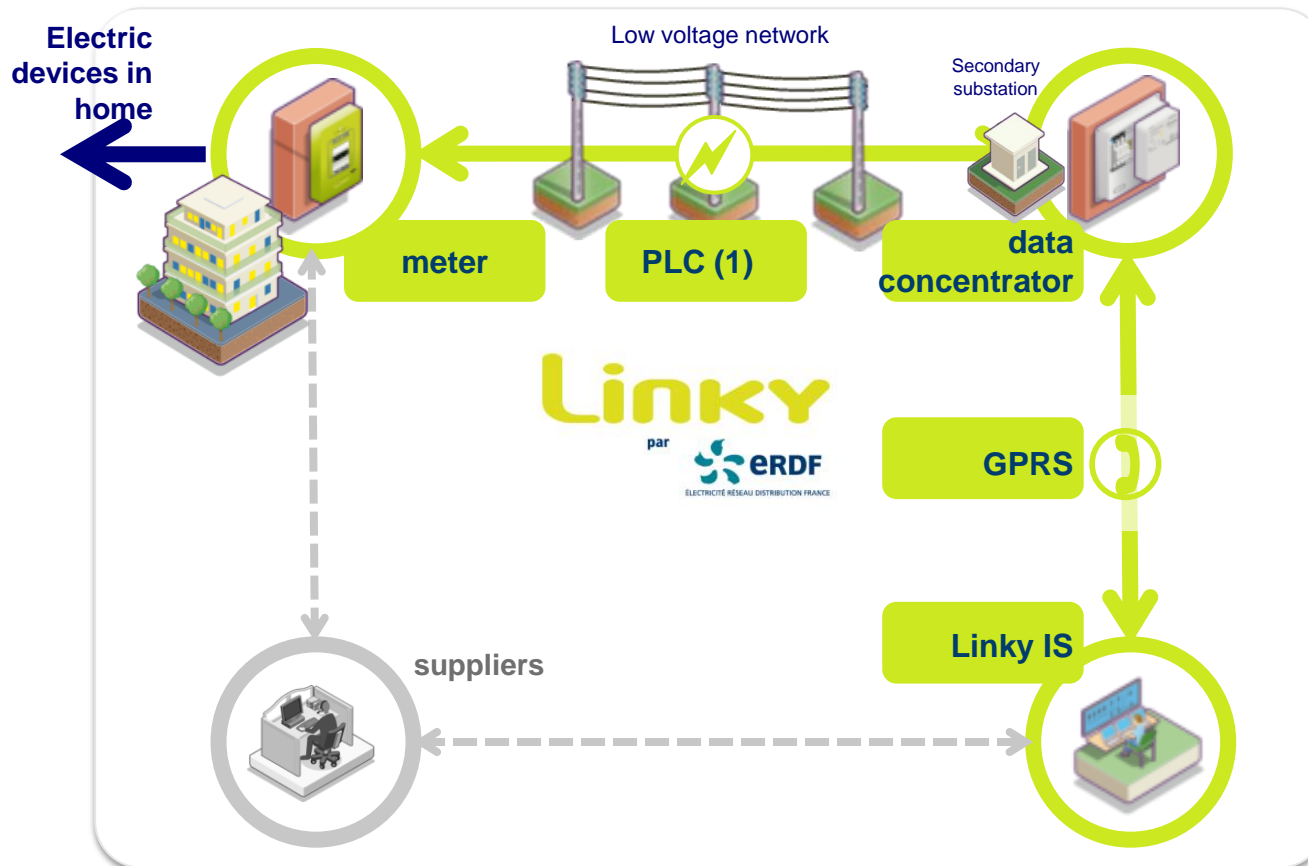 Electric
devices in
home
Low voltage network
Secondary
substation
meter
PLC (1)
data
concentrator
Linky
par
eRDF
ÉLECTRICITÉ RÉSEAU DISTRIBUTION FRANCE
GPRS
Linky IS
suppliers